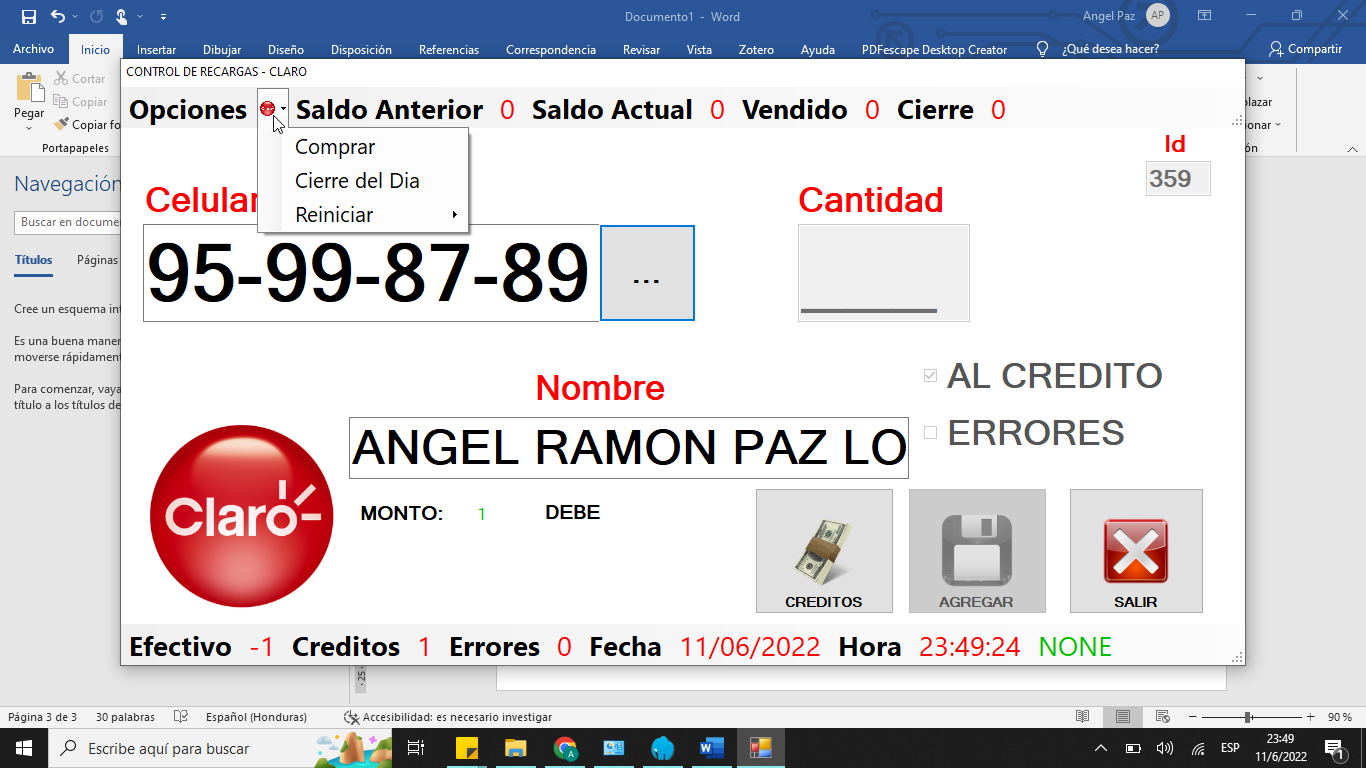 Documento1 - Word
Angel Paz
AP
Archivo Inicio Insertar Dibujar Diseño Disposición Referencias Correspondencia Revisar Vista Zotero Ayuda PDFescape Desktop Creator ¿Qué desea hacer? Compartir
Pegar
Cortar
Copiar
Copiar fo
Portapapeles
CONTROL DE RECARGAS - CLARO
Opciones Saldo Anterior 0 Saldo Actual 0 Vendido 0 Cierre 0
Comprar
Cierre del Dia
Reiniciar
Id
359
Celular
Cantidad
95-99-87-89
...
Nombre
AL CREDITO
ERRORES
ANGEL RAMON PAZ LO
Claro
MONTO: 1 DEBE
CREDITOS
AGREGAR
SALIR
Efectivo -1 Creditos 1 Errores 0 Fecha 11/06/2022 Hora 23:49:24 NONE
Navegación
Buscar en docume
Títulos Páginas
Cree un esquema in
Es una buena maner
moverse rápidament
Para comenzar, vaya
título a los títulos de
Página 3 de 3 30 palabras Español (Honduras) Accesibilidad: es necesario investigar 90 %
Escribe aquí para buscar
ESP
23:49
11/6/2022
1